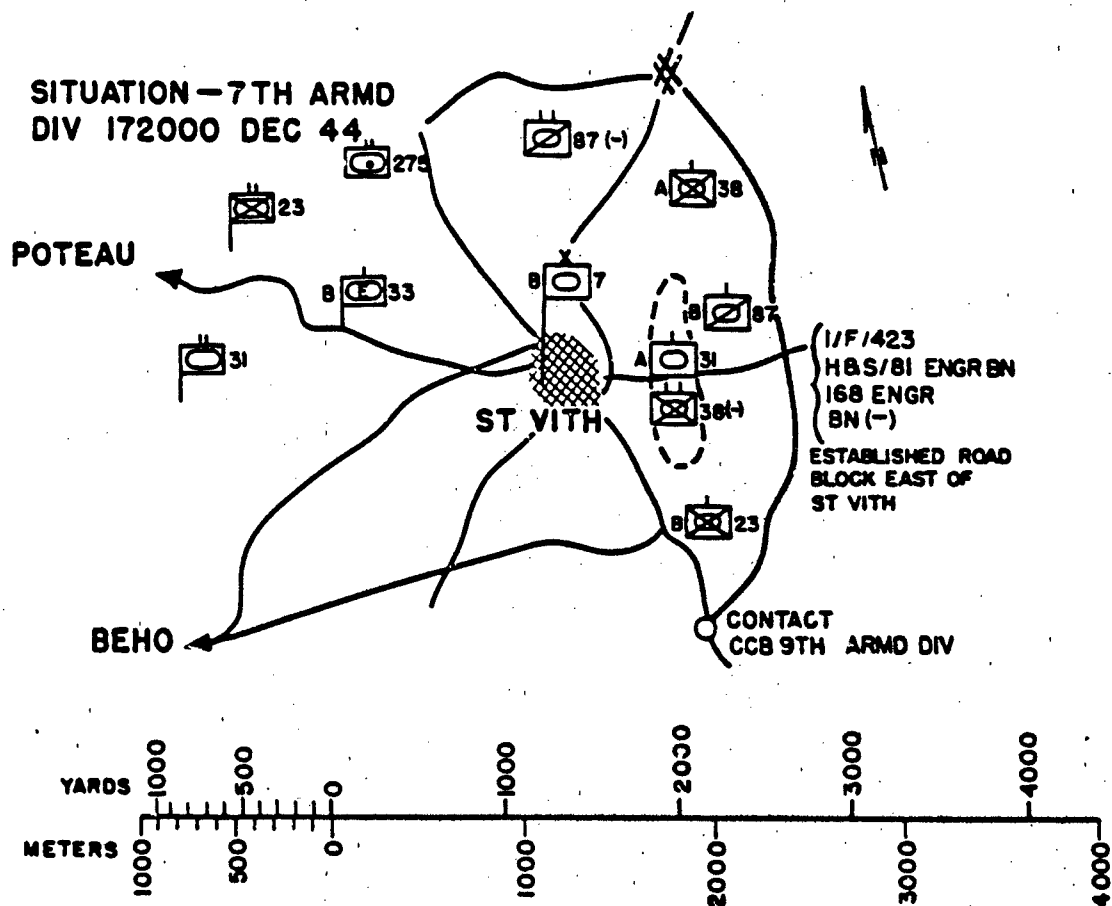 SITUATION — 7TH ARMD
DIV 172000 DEC 44
275
87 (-)
23
A 38
POTEAU
B 7
B E 33
B 87
31
A 31
I/F/423
H&S/81 ENGR BN
168 ENGR
BN (-)
38(-)
ST VITH
ESTABLISHED ROAD
BLOCK EAST OF
ST VITH
B 23
CONTACT
CCB 9TH ARMD DIV
BEHO
N
YARDS 1000 500 0 1000 2000 3000 4000
METERS 1000 500 0 1000 2000 3000 4000